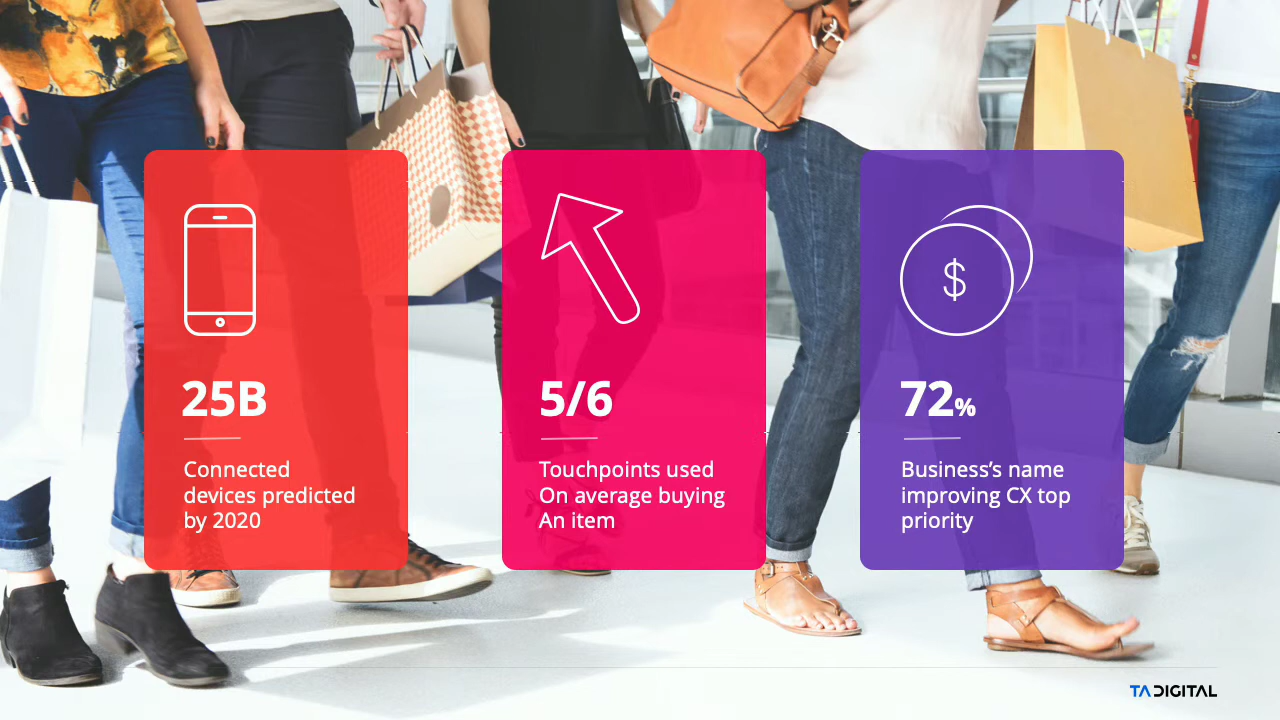 25B
Connected
devices predicted
by 2020
5/6
Touchpoints used
On average buying
An item
$
72%
Business’s name
improving CX top
priority
TA DIGITAL